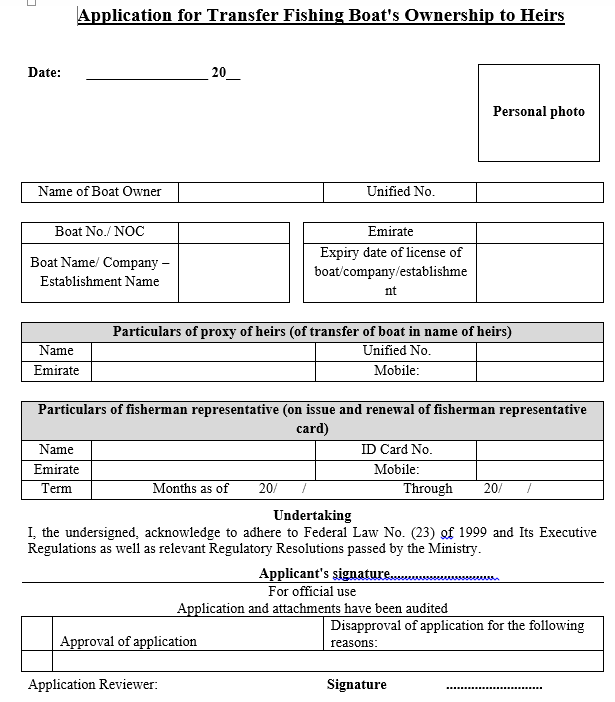 Application for Transfer Fishing Boat's Ownership to Heirs
Date: __________________ 20__
Personal photo
Name of Boat Owner Unified No.
Boat No./ NOC Emirate
Boat Name/ Company –
Establishment Name
Expiry date of license of
boat/company/establishme
nt
Particulars of proxy of heirs (of transfer of boat in name of heirs)
Name Unified No.
Emirate Mobile:
Particulars of fisherman representative (on issue and renewal of fisherman representative
card)
Name ID Card No.
Emirate Mobile:
Term Months as of 20/ / Through 20/ /
Undertaking
I, the undersigned, acknowledge to adhere to Federal Law No. (23) of 1999 and Its Executive
Regulations as well as relevant Regulatory Resolutions passed by the Ministry.
Applicant's signature..............................
For official use
Application and attachments have been audited
Approval of application
Disapproval of application for the following
reasons:
Application Reviewer: Signature ............................